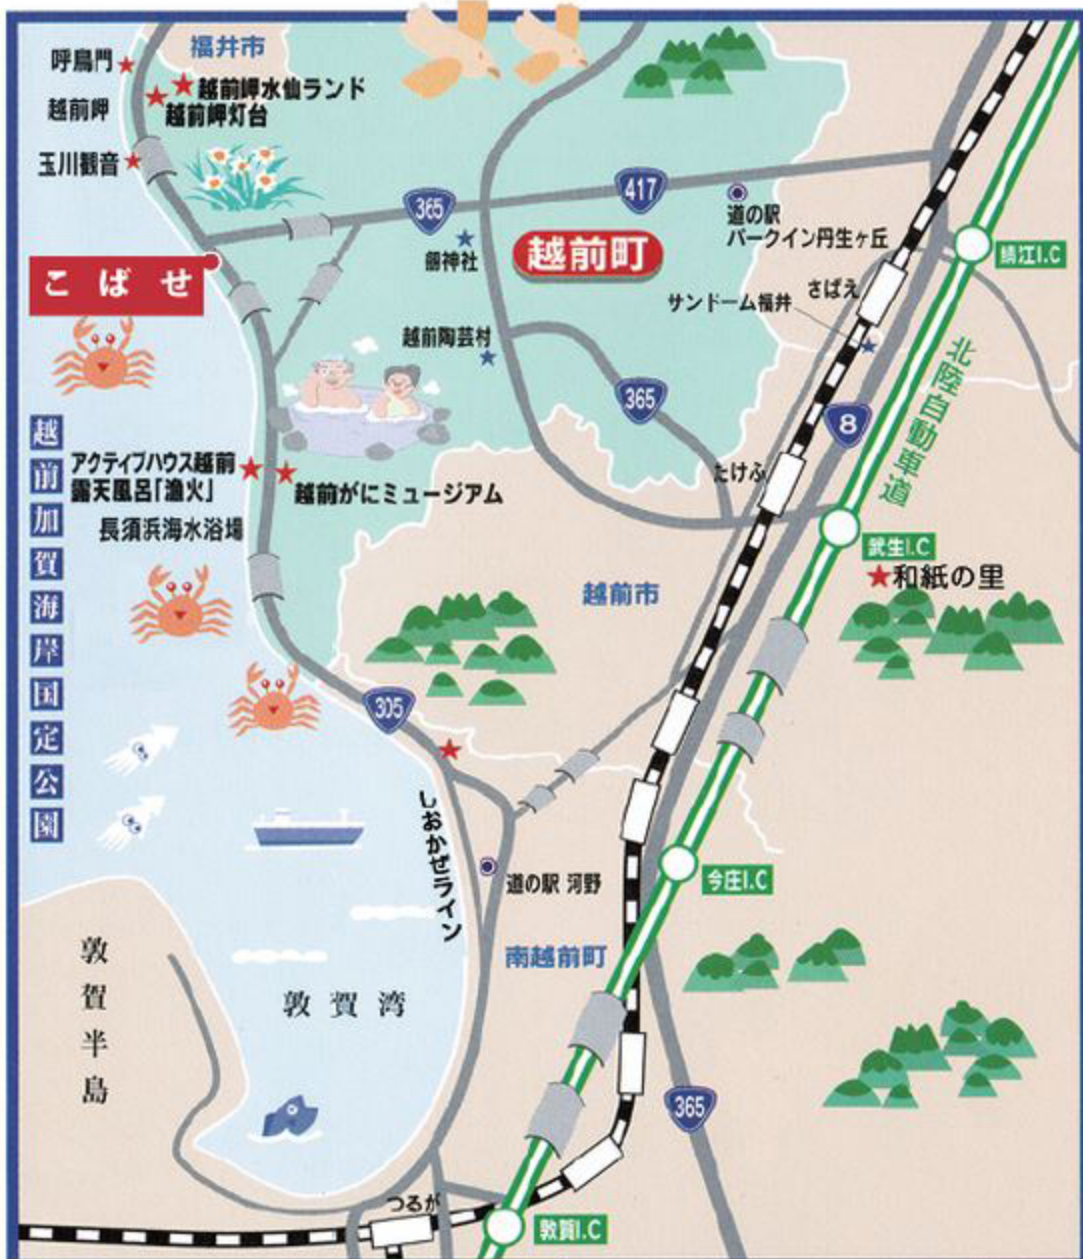 呼鳥門
福井市
越前岬水仙ランド
越前岬
越前岬灯台
玉川観音
365
417
道の駅
パークイン丹生ヶ丘
劔神社
越前町
鯖江I.C
こばせ
さばえ
サンドーム福井
越前陶芸村
北陸自動車道
365
8
越前加賀海岸国定公園
アクティブハウス越前
露天風呂「漁火」
越前がにミュージアム
たけふ
長須浜海水浴場
武生I.C
和紙の里
越前市
305
しおかぜライン
道の駅 河野
今庄I.C
南越前町
敦賀半島
敦賀湾
365
つるが
敦賀I.C